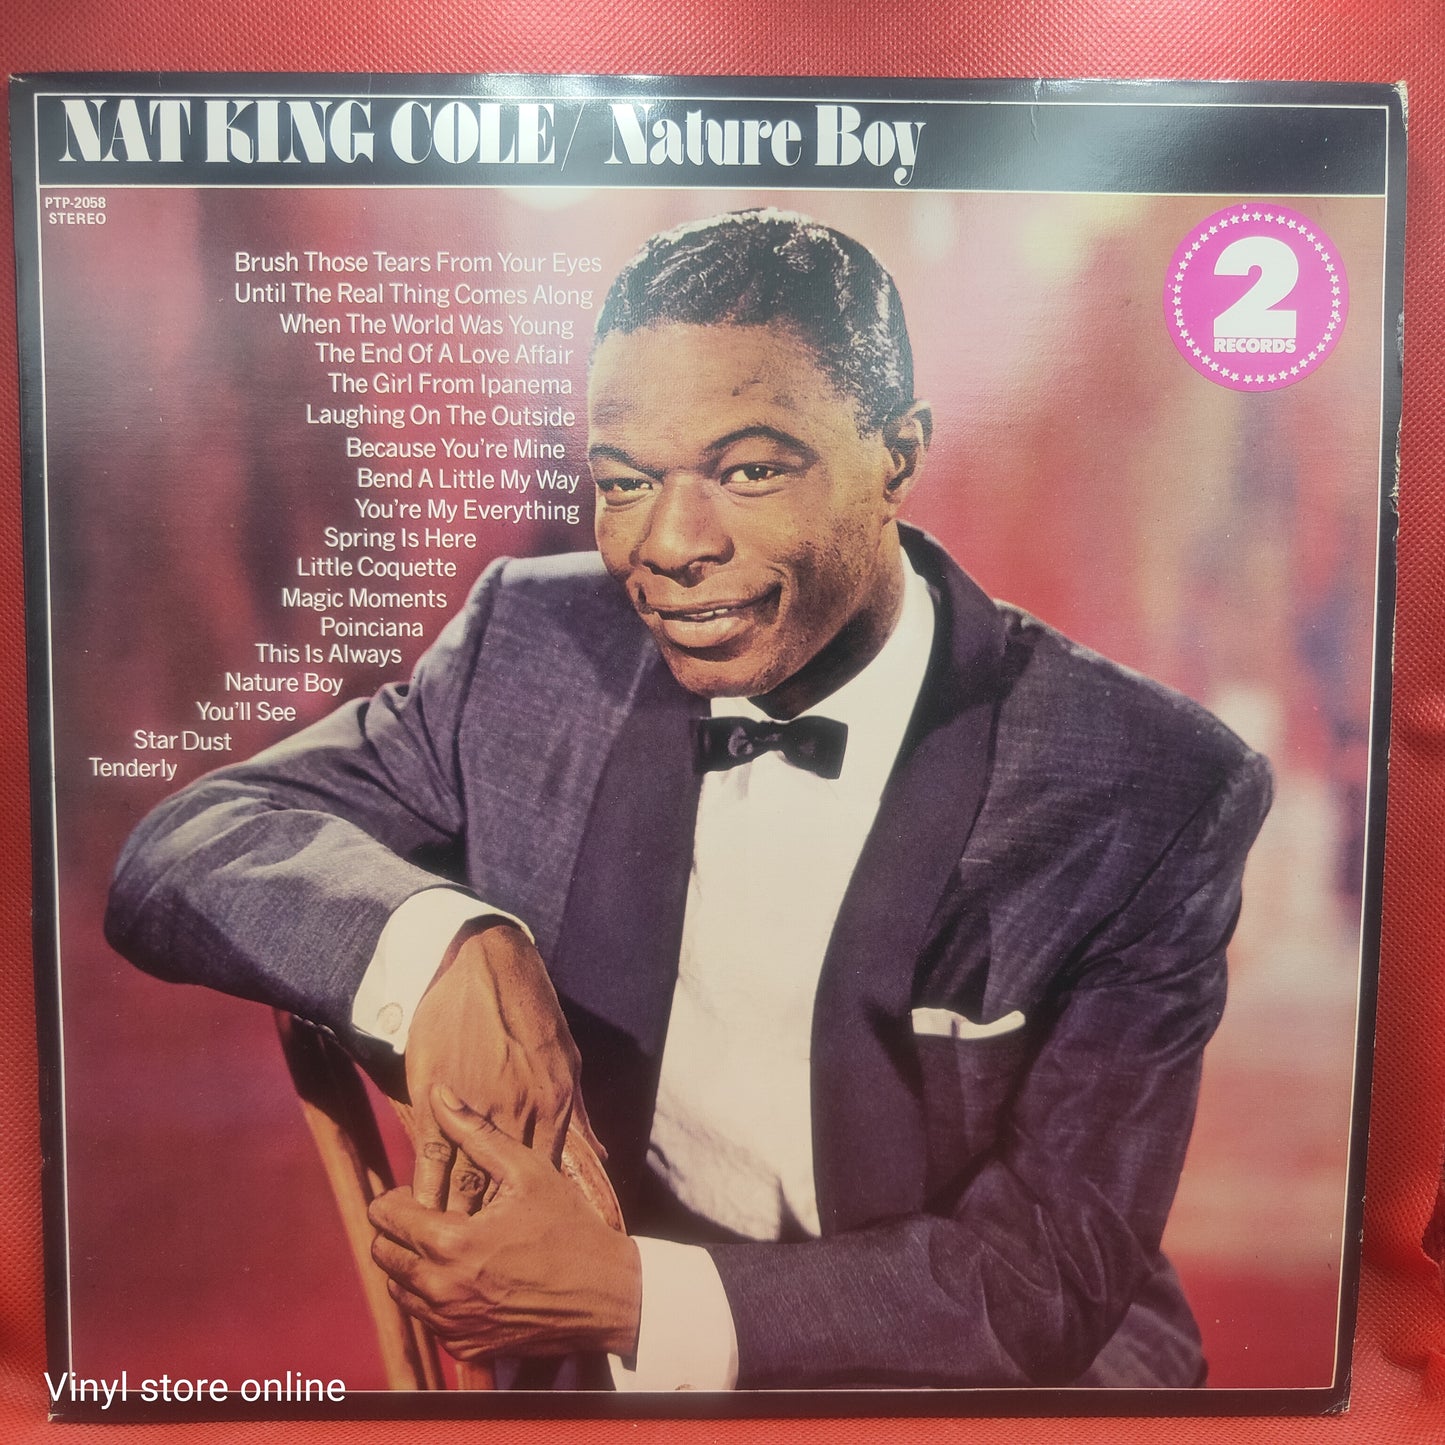 NAT KING COLE/ Nature Boy
PTP-2058
STEREO
2
RECORDS
Brush Those Tears From Your Eyes
Until The Real Thing Comes Along
When The World Was Young
The End Of A Love Affair
The Girl From Ipanema
Laughing On The Outside
Because You're Mine
Bend A Little My Way
You're My Everything
Spring Is Here
Little Coquette
Magic Moments
Poinciana
This Is Always
Nature Boy
You'll See
Star Dust
Tenderly
Vinyl store online